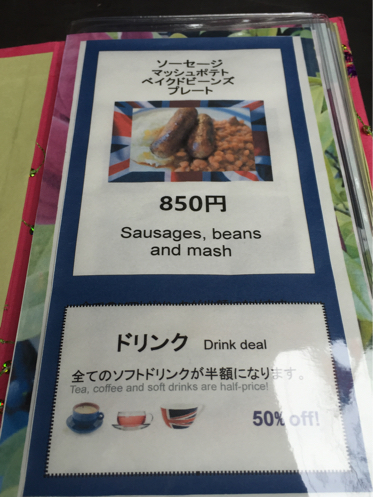 ソーセージ
マッシュポテト
ベイクドビーンズ
プレート
850円
Sausages, beans
and mash
ドリンク Drink deal
全てのソフトドリンクが半額になります。
Tea, coffee and soft drinks are half-price!
50% off!